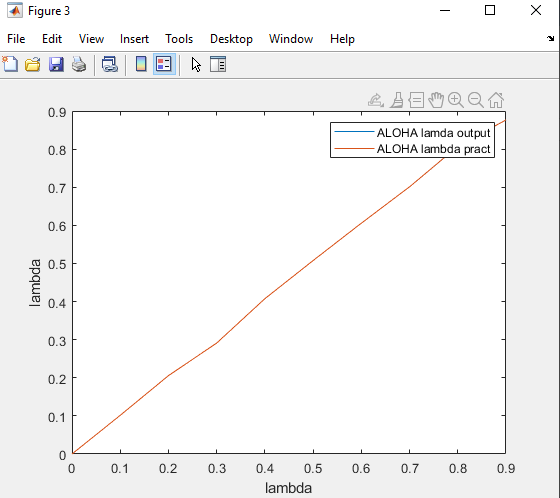 Figure 3
File Edit View Insert Tools Desktop Window Help
ALOHA lamda output
ALOHA lambda pract
0.9
0.8
0.7
0.6
0.5
0.4
0.3
0.2
0.1
0
lambda
0 0.1 0.2 0.3 0.4 0.5 0.6 0.7 0.8 0.9
lambda